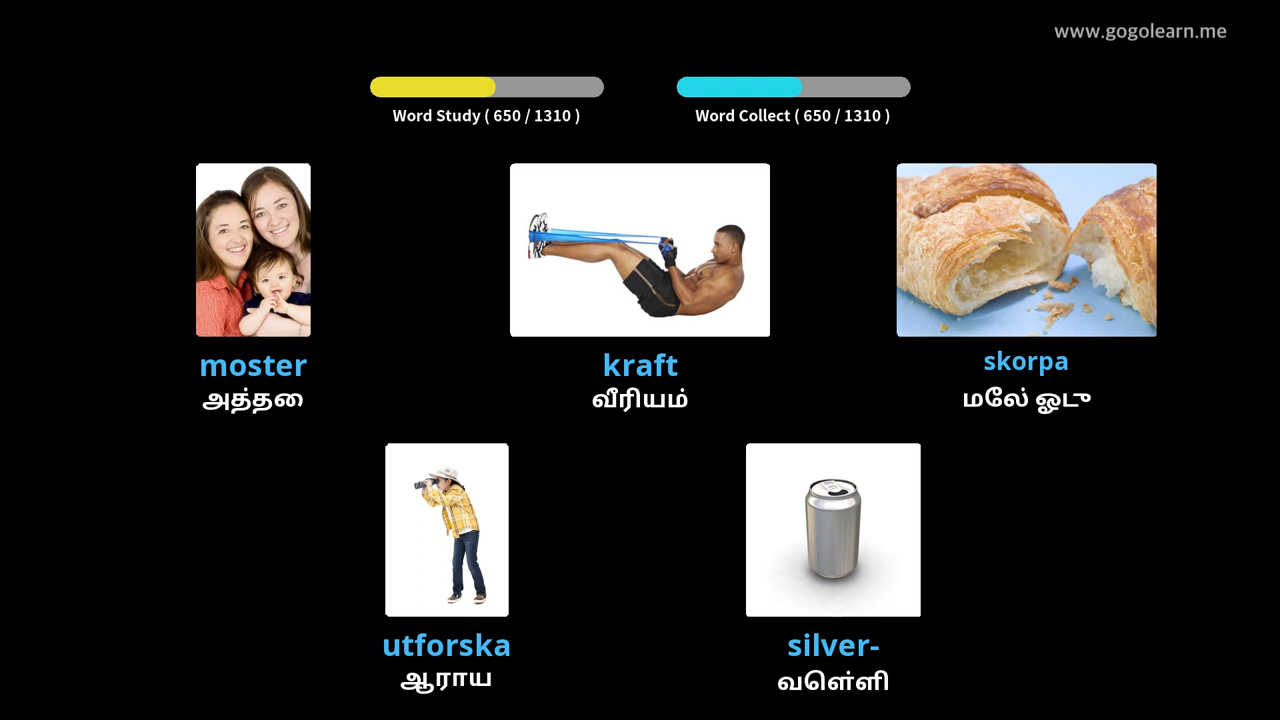 www.gogolearn.me
Word Study ( 650 / 1310 )
Word Collect ( 650 / 1310 )
moster
அத்தை
kraft
வீரியம்
skorpa
மேலே ஓடு
utforska
ஆராய
silver-
வெள்ளி